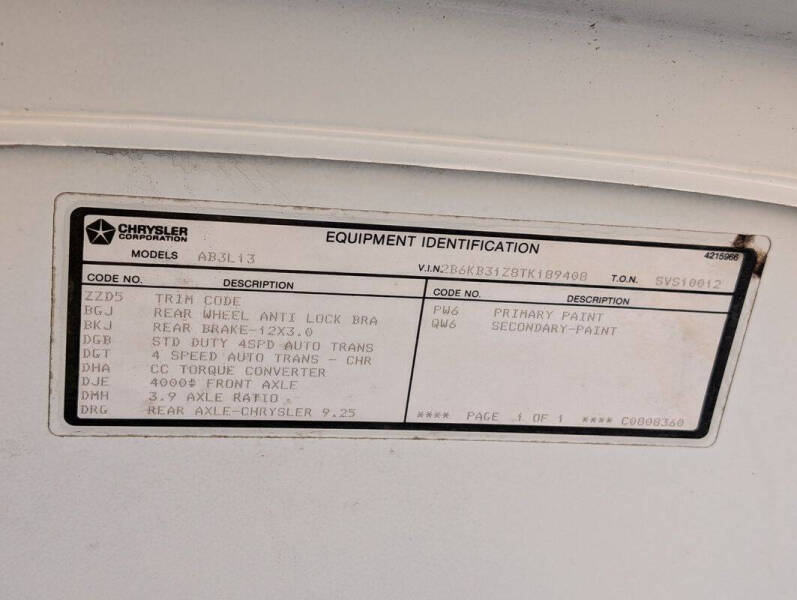 CHRYSLER
CORPORATION
EQUIPMENT IDENTIFICATION
4215966
MODELS AB3L13 V.I.N. 2B6KB31Z8TK189408 T.O.N. SVS10012
CODE NO. DESCRIPTION CODE NO. DESCRIPTION
ZZD5 TRIM CODE
BGJ REAR WHEEL ANTI LOCK BRA
BKJ REAR BRAKE-12X3.0
DGB STD DUTY 4SPD AUTO TRANS
DGT 4 SPEED AUTO TRANS - CHR
DHA CC TORQUE CONVERTER
DJE 4000# FRONT AXLE
DMH 3.9 AXLE RATIO
DRG REAR AXLE-CHRYSLER 9.25
PW6 PRIMARY PAINT
QW6 SECONDARY-PAINT
**** PAGE 1 OF 1 **** C0808360